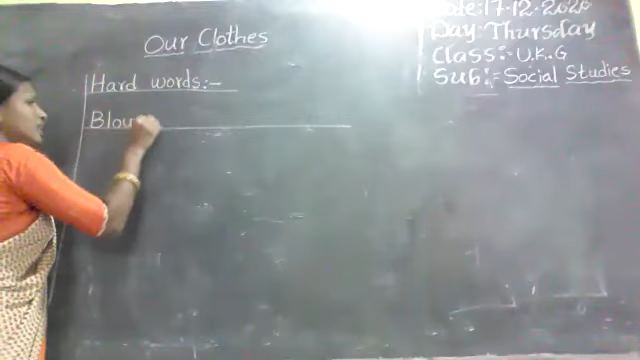 Date:17.12.2020
Day:Thursday
Class:-U.K.G
Sub:-Social Studies
Our Clothes
Hard words:-
Blou